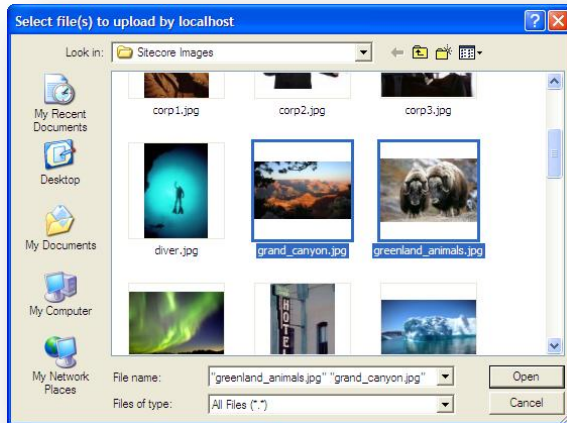 Select file(s) to upload by localhost
Look in:
Sitecore Images
My Recent
Documents
Desktop
My Documents
My Computer
My Network
Places
corp1.jpg
corp2.jpg
corp3.jpg
diver.jpg
grand_canyon.jpg
greenland_animals.jpg
HOTEL
File name:
"greenland_animals.jpg" "grand_canyon.jpg"
Open
Files of type:
All Files (*.*)
Cancel